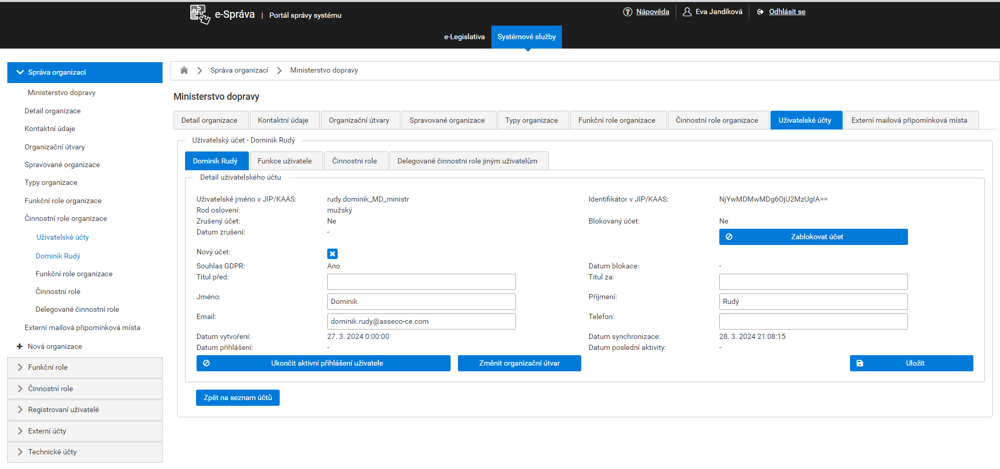 e-Správa | Portál správy systému
Nápověda
Eva Jandíková
Odhlásit se
e-Legislativa
Systémové služby
Správa organizací
Ministerstvo dopravy
Detail organizace
Kontaktní údaje
Organizační útvary
Spravované organizace
Typy organizace
Funkční role organizace
Činnostní role organizace
Uživatelské účty
Dominik Rudý
Funkční role organizace
Činnostní role
Delegované činnostní role
Externí mailová připomínková místa
Nová organizace
Funkční role
Činnostní role
Registrovaní uživatelé
Externí účty
Technické účty
Správa organizací
Ministerstvo dopravy
Ministerstvo dopravy
Detail organizace
Kontaktní údaje
Organizační útvary
Spravované organizace
Typy organizace
Funkční role organizace
Činnostní role organizace
Uživatelské účty
Externí mailová připomínková místa
Uživatelský účet - Dominik Rudý
Dominik Rudý
Funkce uživatele
Činnostní role
Delegované činnostní role jiným uživatelům
Detail uživatelského účtu
Uživatelské jméno v JIP/KAAS: rudy.dominik_MD_ministr
Identifikátor v JIP/KAAS: NjYwMDMwMDg6OjU2MzUgIA==
Rod oslovení: mužský
Zrušený účet: Ne
Blokovaný účet: Ne
Datum zrušení: -
Zablokovat účet
Nový účet:
Souhlas GDPR: Ano
Datum blokace: -
Titul před:
Titul za:
Jméno: Dominik
Příjmení: Rudý
Email: dominik.rudy@asseco-ce.com
Telefon:
Datum vytvoření: 27. 3. 2024 0:00:00
Datum synchronizace: 28. 3. 2024 21:08:15
Datum přihlášení: -
Datum poslední aktivity: -
Ukončit aktivní přihlášení uživatele
Změnit organizační útvar
Uložit
Zpět na seznam účtů